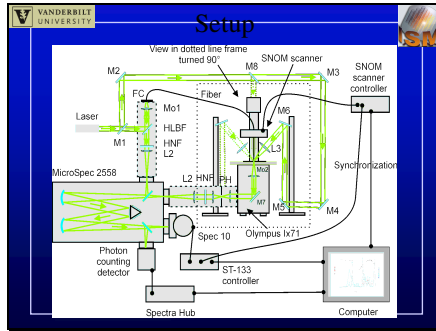 VANDERBILT
UNIVERSITY
Setup
View in dotted line frame
turned 90°
SNOM scanner
SNOM
scanner
controller
M2
M8
M3
FC
Fiber
Mo1
M6
Laser
HLBF
M1
HNF
L2
L3
Synchronization
MicroSpec 2558
L2
HNF
PH
Mo2
M7
M5
M4
Olympus Ix71
Spec 10
Photon
counting
detector
ST-133
controller
Spectra Hub
Computer